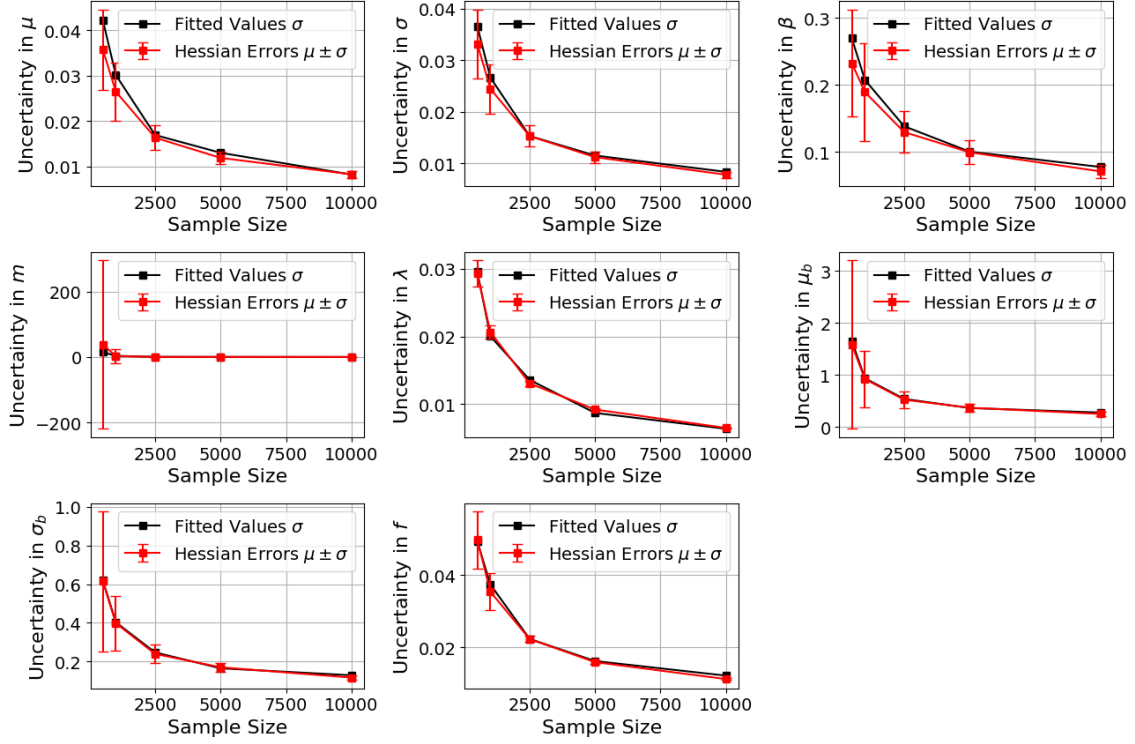 Uncertainty in μ
0.04
0.03
0.02
0.01
Fitted Values σ
Hessian Errors μ ± σ
2500 5000 7500 10000
Sample Size
Uncertainty in σ
0.04
0.03
0.02
0.01
Fitted Values σ
Hessian Errors μ ± σ
2500 5000 7500 10000
Sample Size
Uncertainty in β
0.3
0.2
0.1
Fitted Values σ
Hessian Errors μ ± σ
2500 5000 7500 10000
Sample Size
Uncertainty in m
200
0
−200
Fitted Values σ
Hessian Errors μ ± σ
2500 5000 7500 10000
Sample Size
Uncertainty in λ
0.03
0.02
0.01
Fitted Values σ
Hessian Errors μ ± σ
2500 5000 7500 10000
Sample Size
Uncertainty in μ_b
3
2
1
0
Fitted Values σ
Hessian Errors μ ± σ
2500 5000 7500 10000
Sample Size
Uncertainty in σ_b
1.0
0.8
0.6
0.4
0.2
Fitted Values σ
Hessian Errors μ ± σ
2500 5000 7500 10000
Sample Size
Uncertainty in f
0.04
0.02
Fitted Values σ
Hessian Errors μ ± σ
2500 5000 7500 10000
Sample Size